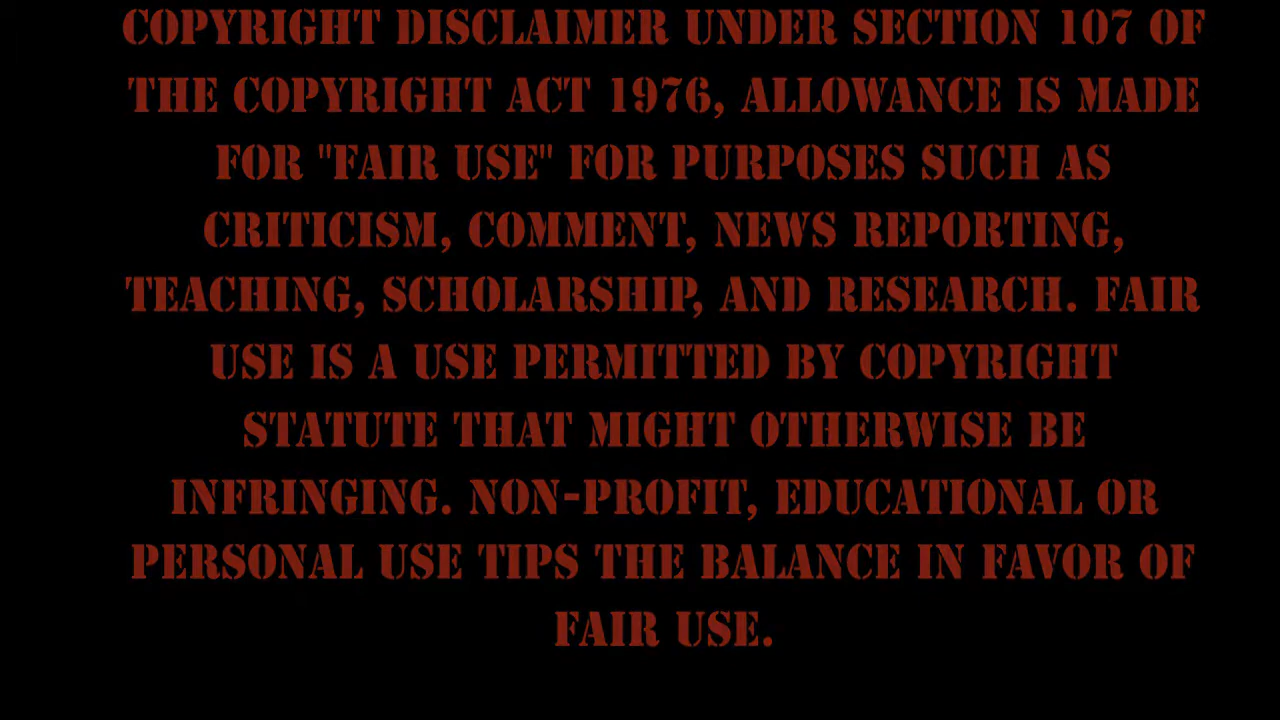 COPYRIGHT DISCLAIMER UNDER SECTION 107 OF
THE COPYRIGHT ACT 1976, ALLOWANCE IS MADE
FOR "FAIR USE" FOR PURPOSES SUCH AS
CRITICISM, COMMENT, NEWS REPORTING,
TEACHING, SCHOLARSHIP, AND RESEARCH. FAIR
USE IS A USE PERMITTED BY COPYRIGHT
STATUTE THAT MIGHT OTHERWISE BE
INFRINGING. NON-PROFIT, EDUCATIONAL OR
PERSONAL USE TIPS THE BALANCE IN FAVOR OF
FAIR USE.